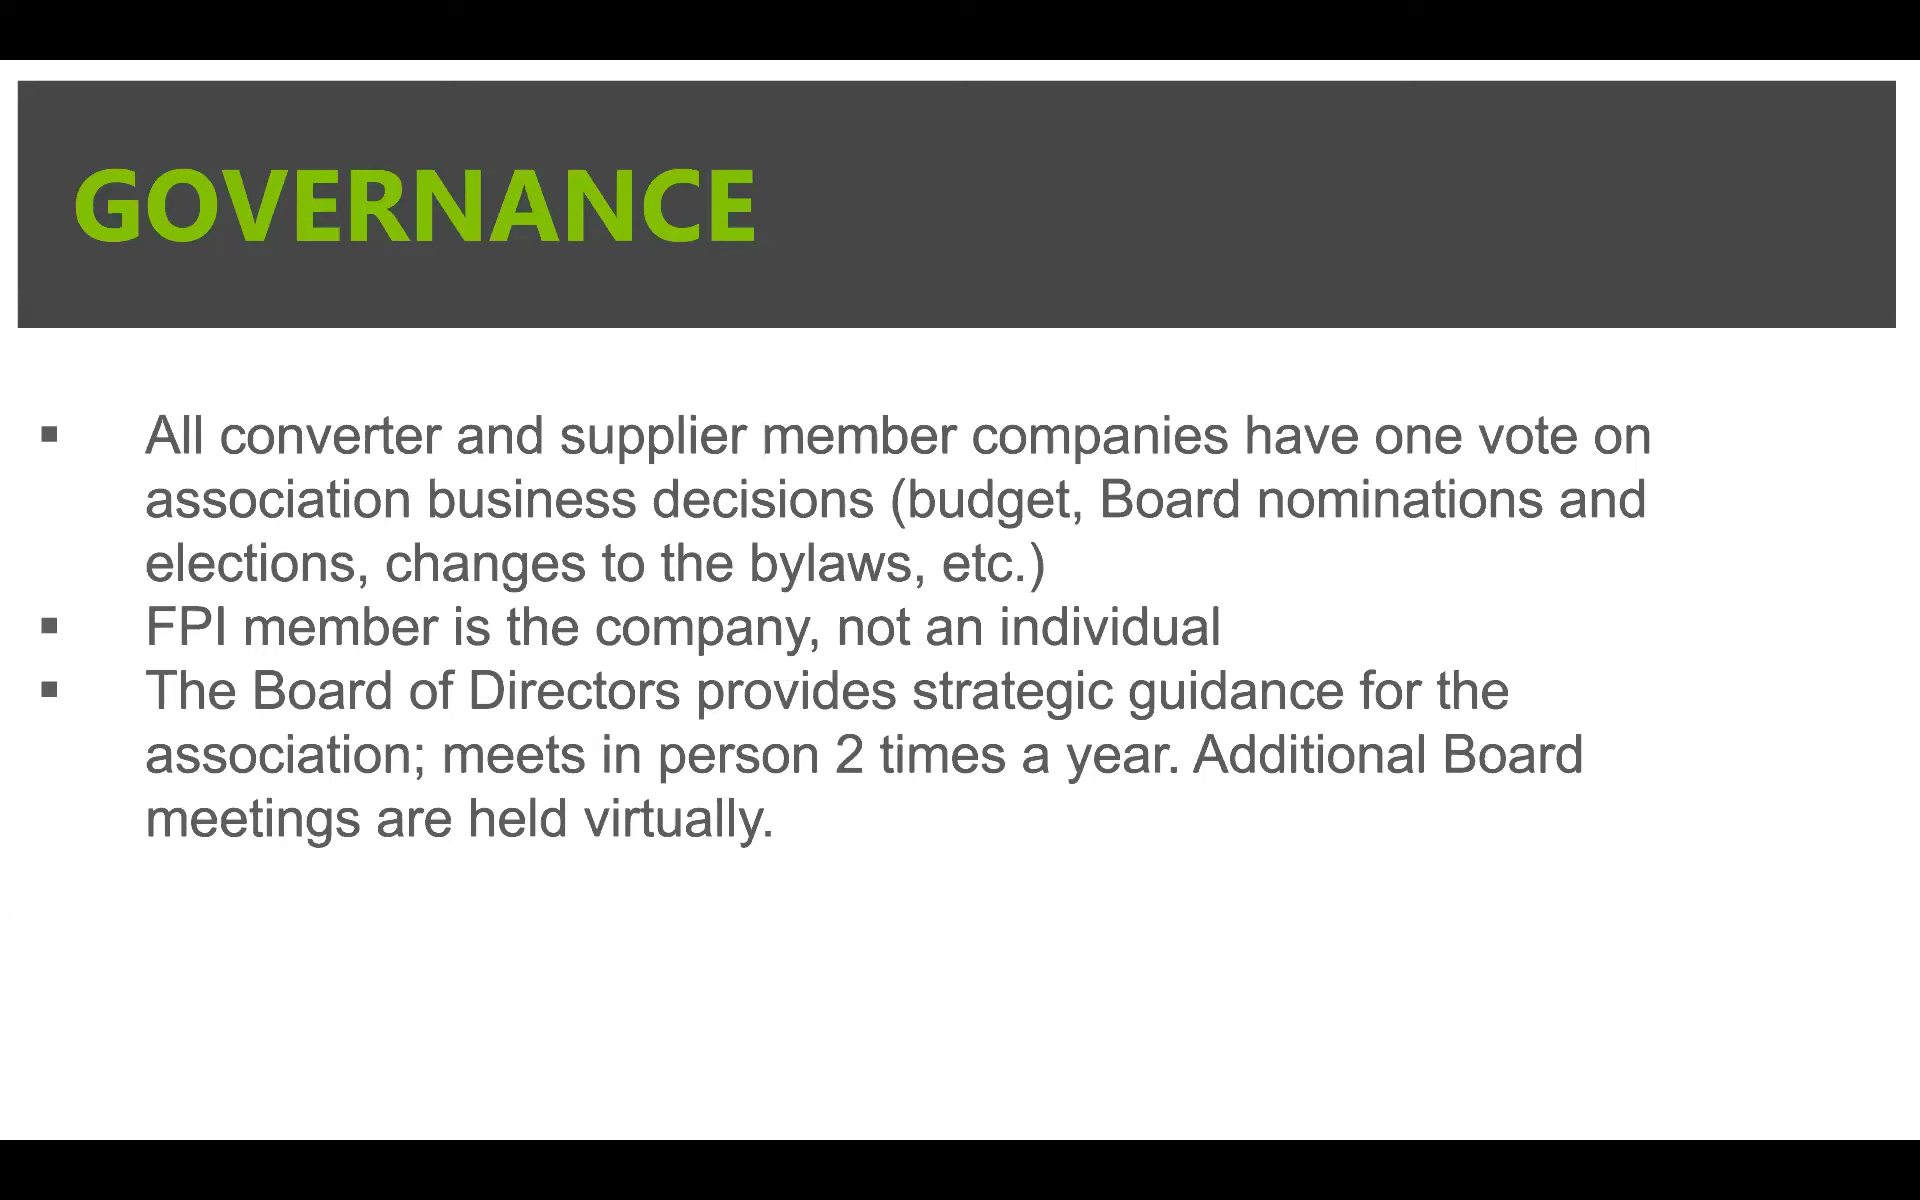 GOVERNANCE
▪ All converter and supplier member companies have one vote on
association business decisions (budget, Board nominations and
elections, changes to the bylaws, etc.)
▪ FPI member is the company, not an individual
▪ The Board of Directors provides strategic guidance for the
association; meets in person 2 times a year. Additional Board
meetings are held virtually.